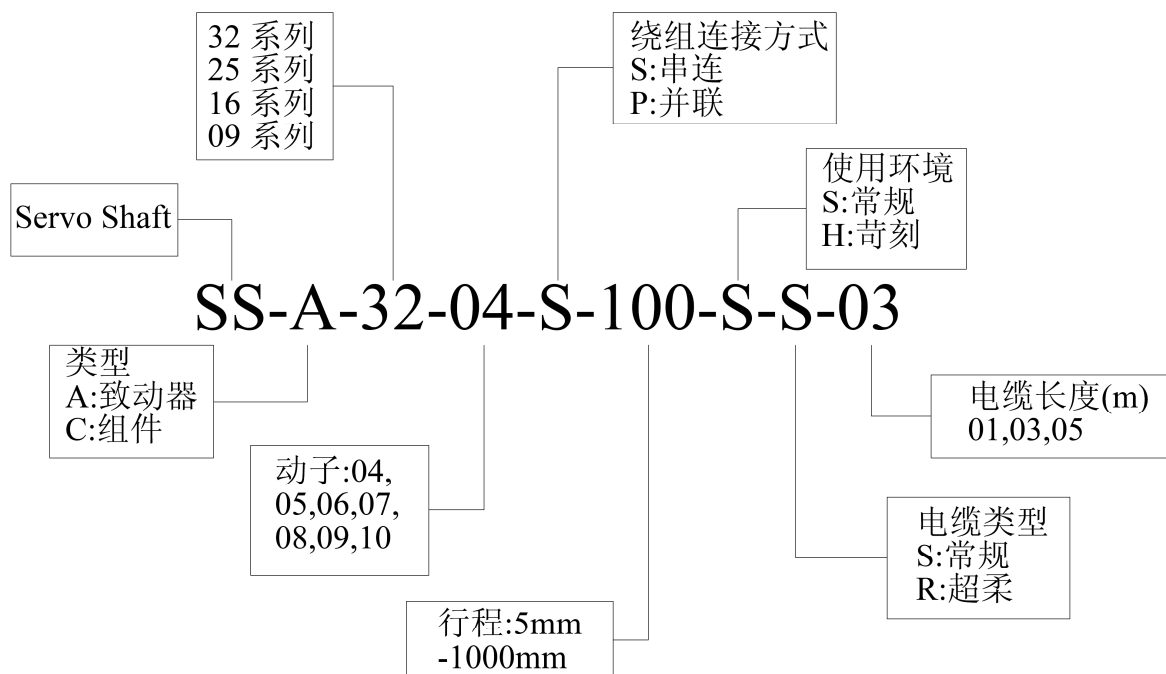 32 系列
25 系列
16 系列
09 系列
绕组连接方式
S:串连
P:并联
使用环境
S:常规
H:苛刻
Servo Shaft
SS-A-32-04-S-100-S-S-03
类型
A:致动器
C:组件
动子:04,
05,06,07,
08,09,10
行程:5mm
-1000mm
电缆长度(m)
01,03,05
电缆类型
S:常规
R:超柔